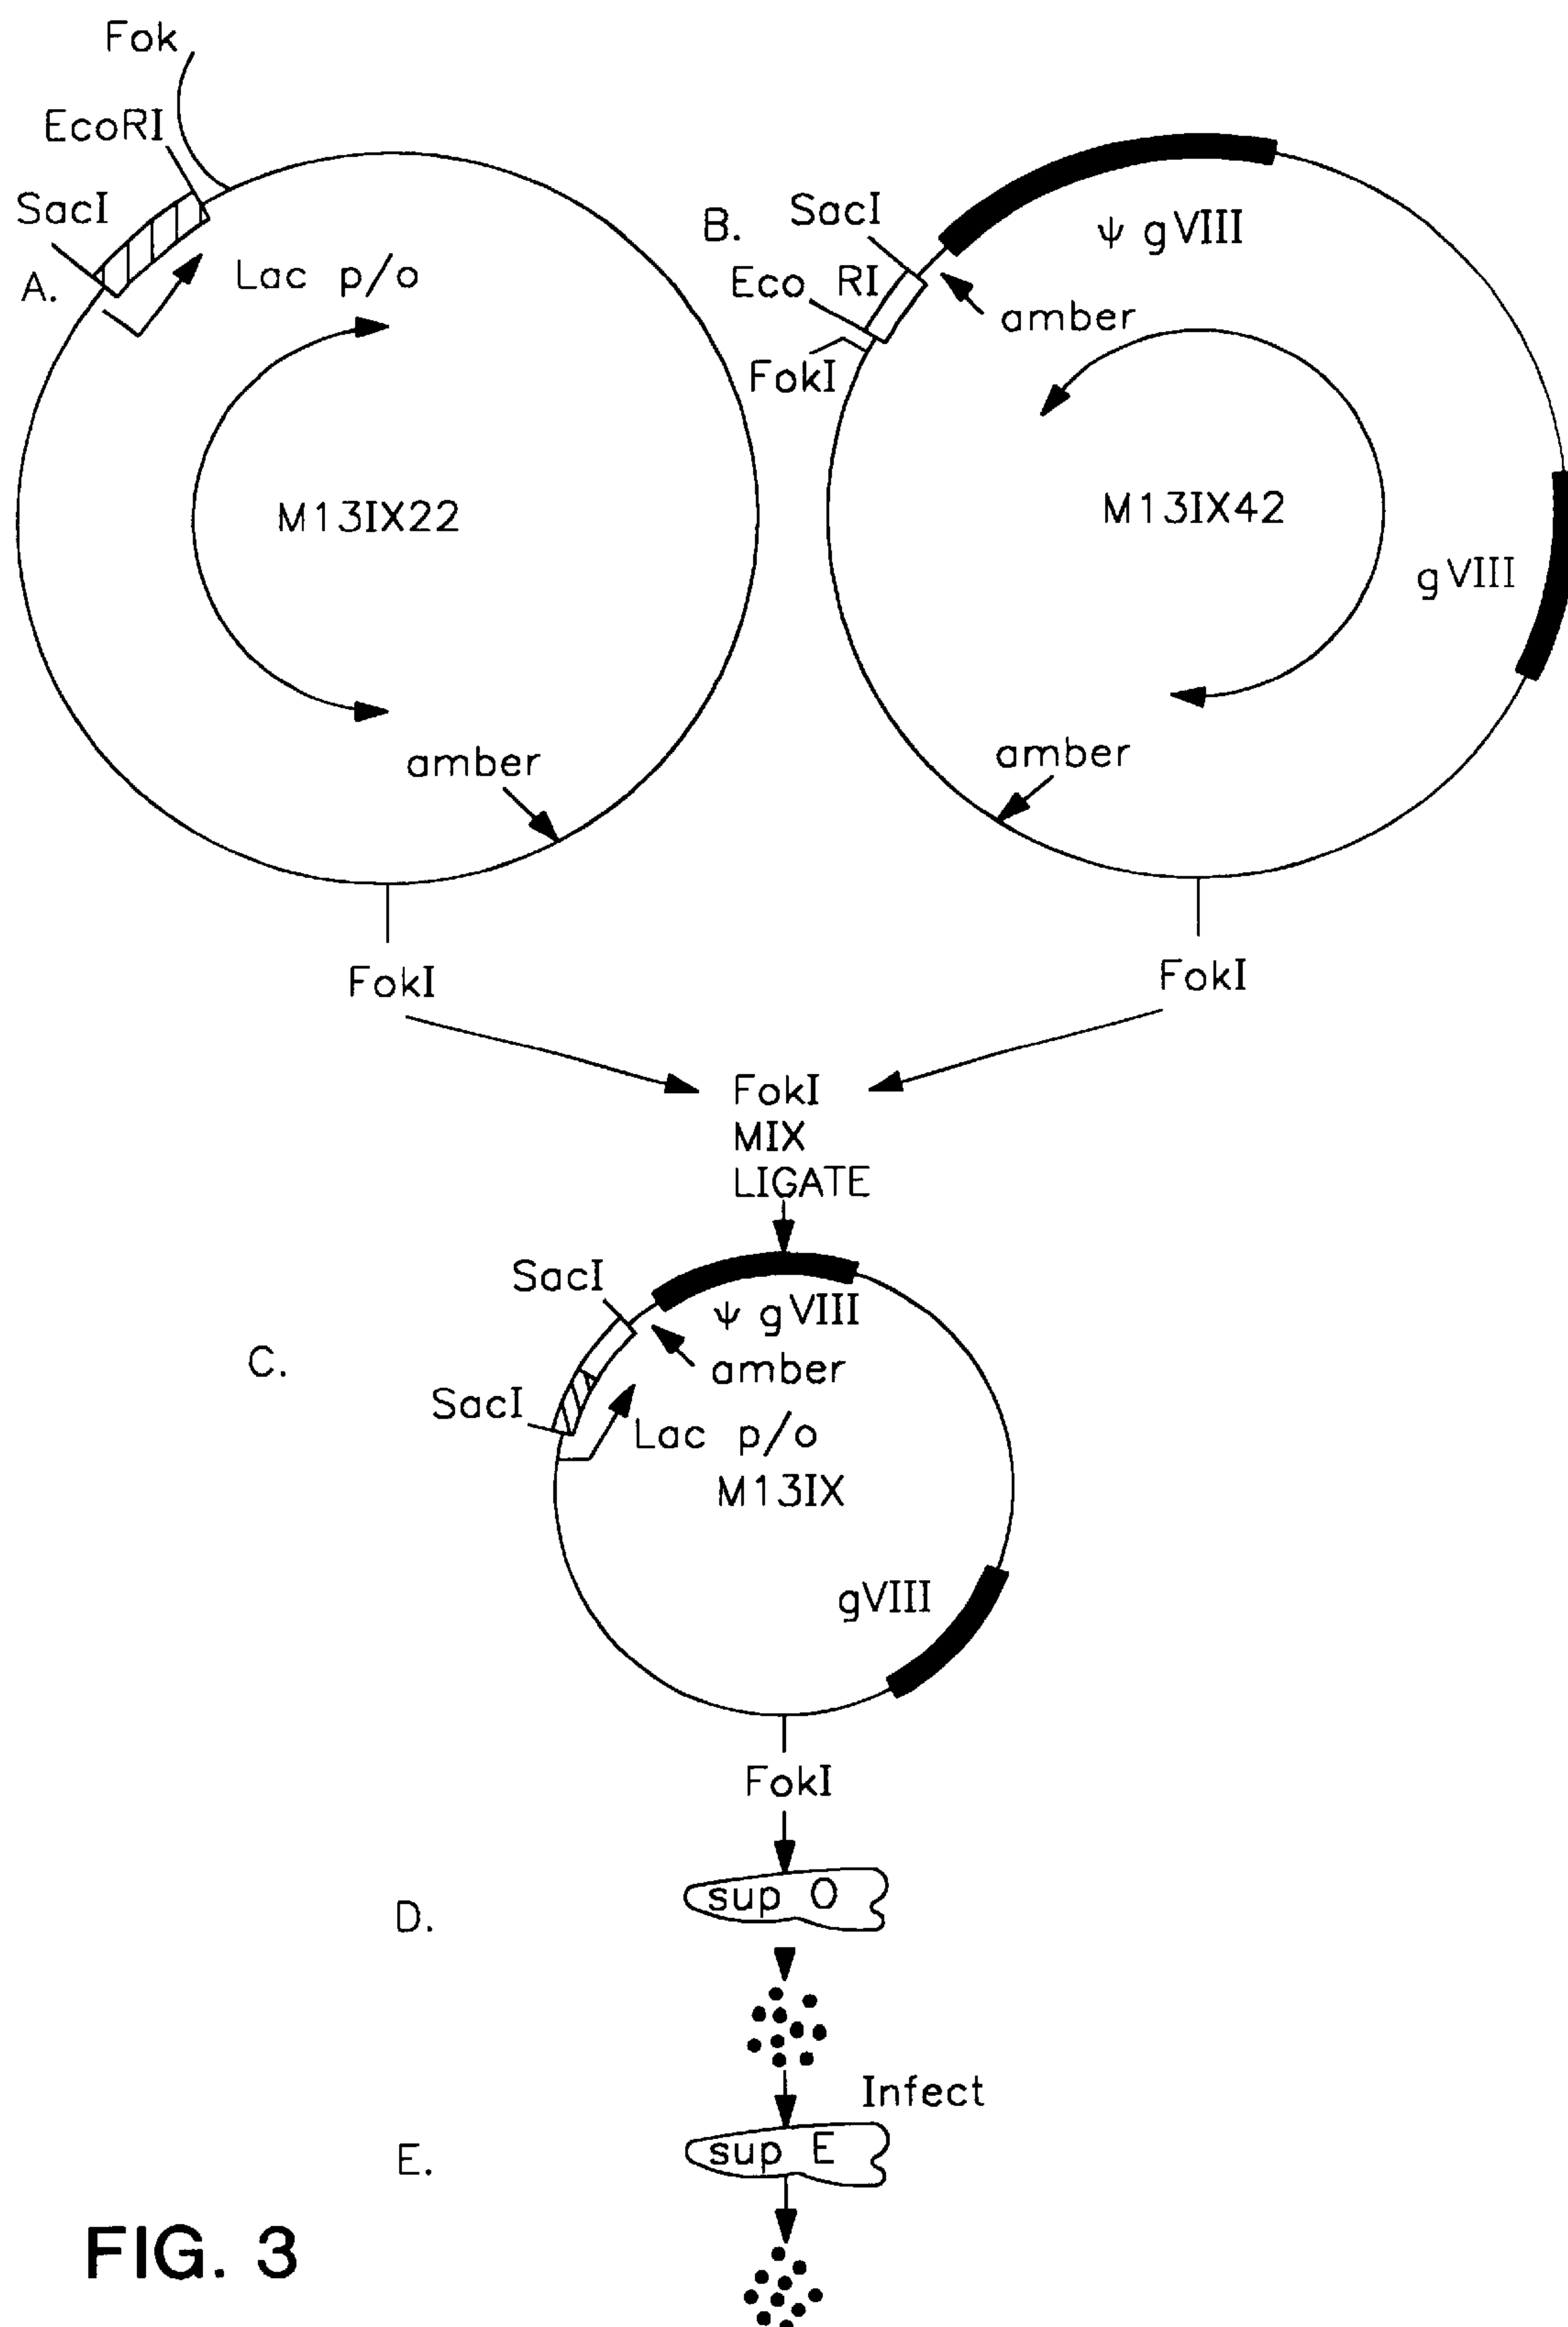 Fok
EcoRI
SacI
A.
Lac p/o
M13IX22
amber
FokI
B.
SacI
Eco RI
FokI
ψ gVIII
amber
M13IX42
gVIII
amber
FokI
FokI
MIX
LIGATE
C.
SacI
SacI
ψ gVIII
amber
Lac p/o
M13IX
gVIII
FokI
D.
sup O
Infect
E.
sup E
FIG. 3